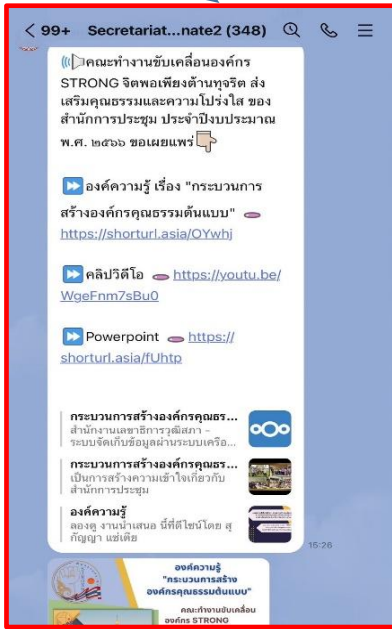 99+ Secretariat...nate2 (348)
คณะทำงานขับเคลื่อนองค์กร
STRONG จิตพอเพียงต้านทุจริต ส่ง
เสริมคุณธรรมและความโปร่งใส ของ
สำนักการประชุม ประจำปีงบประมาณ
พ.ศ. ๒๕๖๖ ขอเผยแพร่
องค์ความรู้ เรื่อง "กระบวนการ
สร้างองค์กรคุณธรรมต้นแบบ"
https://shorturl.asia/OYwhj
คลิปวิดีโอ https://youtu.be/
WgeFnm7sBu0
Powerpoint https://
shorturl.asia/fUhtp
กระบวนการสร้างองค์กรคุณธร...
สำนักงานเลขาธิการวุฒิสภา –
ระบบจัดเก็บข้อมูลผ่านระบบเครือ...
กระบวนการสร้างองค์กรคุณธร...
เป็นการสร้างความเข้าใจเกี่ยวกับ
สำนักการประชุม
องค์ความรู้
ลองดู งานนำเสนอ นี้ที่ดีไซน์โดย สุ
กัญญา แซ่เตีย
15:26
องค์ความรู้
"กระบวนการสร้าง
องค์กรคุณธรรมต้นแบบ"
คณะทำงานขับเคลื่อน
องค์กร STRONG